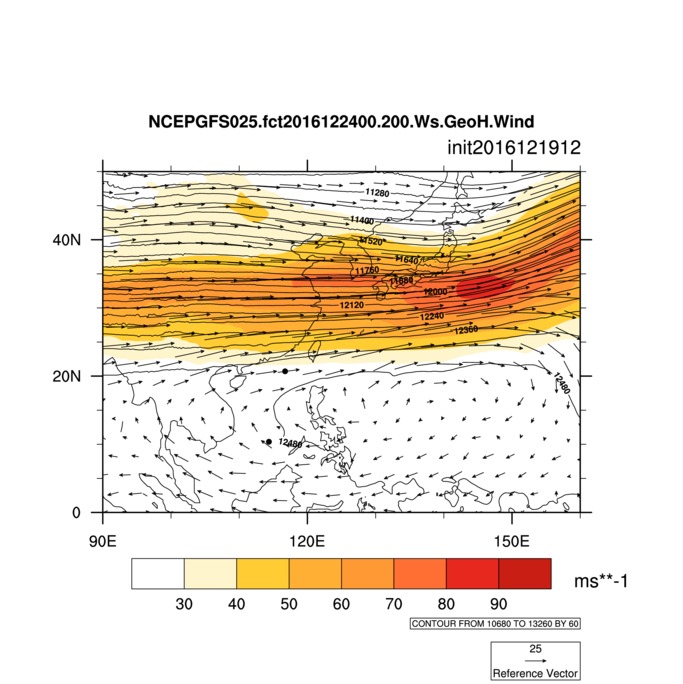 NCEPGFS025.fct2016122400.200.Ws.GeoH.Wind
init2016121912
11280
11400
11520
40N
11640
11760
11880
12000
12120
12240
12360
20N
12480
12480
0
90E 120E 150E
ms**-1
30 40 50 60 70 80 90
CONTOUR FROM 10680 TO 13260 BY 60
25
Reference Vector